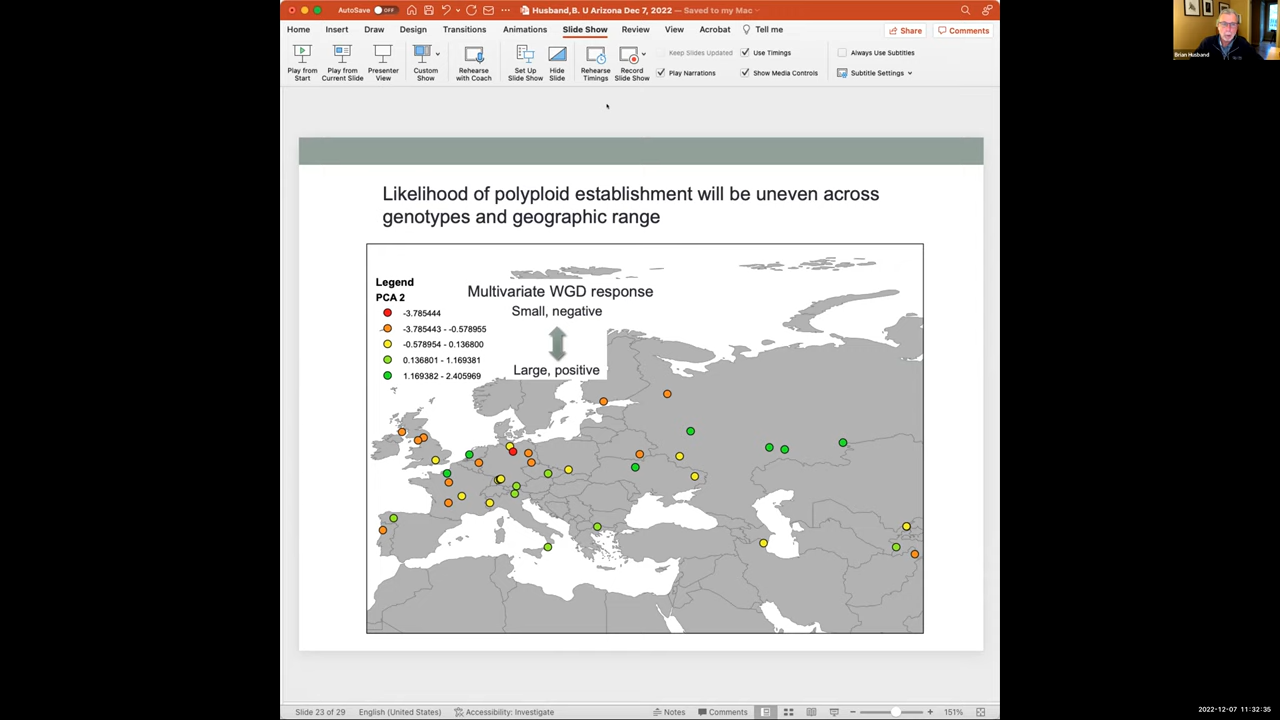 AutoSave OFF
Husband,B. U Arizona Dec 7, 2022 — Saved to my Mac
Home Insert Draw Design Transitions Animations Slide Show Review View Acrobat Tell me
Share Comments
Play from Start
Play from Current Slide
Presenter View
Custom Show
Rehearse with Coach
Set Up Slide Show
Hide Slide
Rehearse Timings
Record Slide Show
Keep Slides Updated
Use Timings
Play Narrations
Show Media Controls
Always Use Subtitles
Subtitle Settings
Brian Husband
Likelihood of polyploid establishment will be uneven across
genotypes and geographic range
Legend
PCA 2
-3.785444
-3.785443 - -0.578955
-0.578954 - 0.136800
0.136801 - 1.169381
1.169382 - 2.405969
Multivariate WGD response
Small, negative
Large, positive
Slide 23 of 29 English (United States) Accessibility: Investigate Notes Comments 151%
2022-12-07 11:32:35